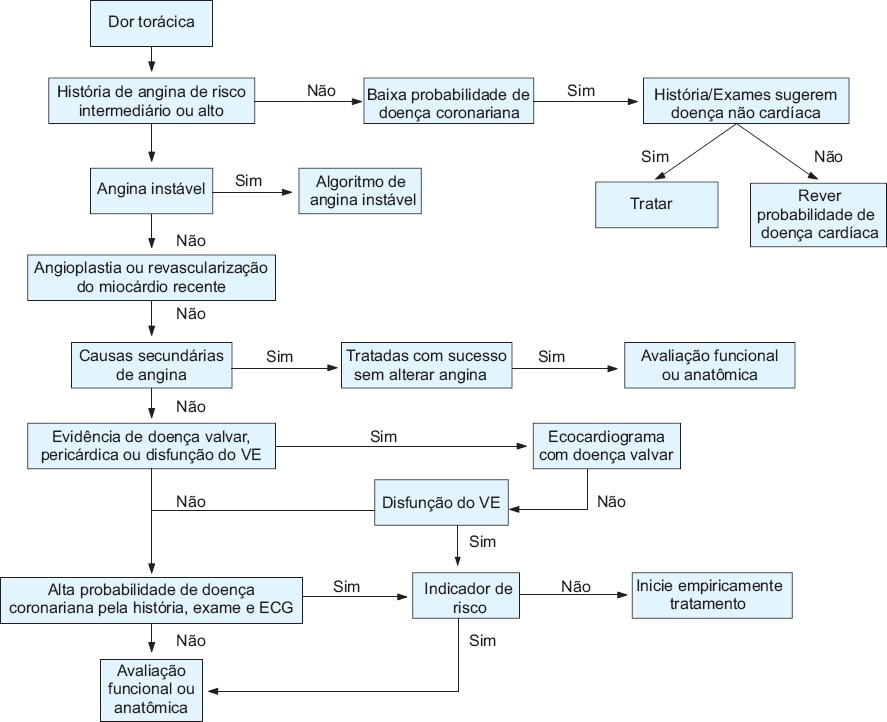 Dor torácica
História de angina de risco
intermediário ou alto
Não
Baixa probabilidade de
doença coronariana
Sim
História/Exames sugerem
doença não cardíaca
Sim
Não
Tratar
Rever
probabilidade de
doença cardíaca
Angina instável
Sim
Algoritmo de
angina instável
Não
Angioplastia ou revascularização
do miocárdio recente
Não
Causas secundárias
de angina
Sim
Tratadas com sucesso
sem alterar angina
Sim
Avaliação funcional
ou anatômica
Não
Evidência de doença valvar,
pericárdica ou disfunção do VE
Sim
Ecocardiograma
com doença valvar
Não
Disfunção do VE
Não
Sim
Alta probabilidade de doença
coronariana pela história, exame e ECG
Sim
Indicador de
risco
Não
Inicie empiricamente
tratamento
Não
Sim
Avaliação
funcional ou
anatômica